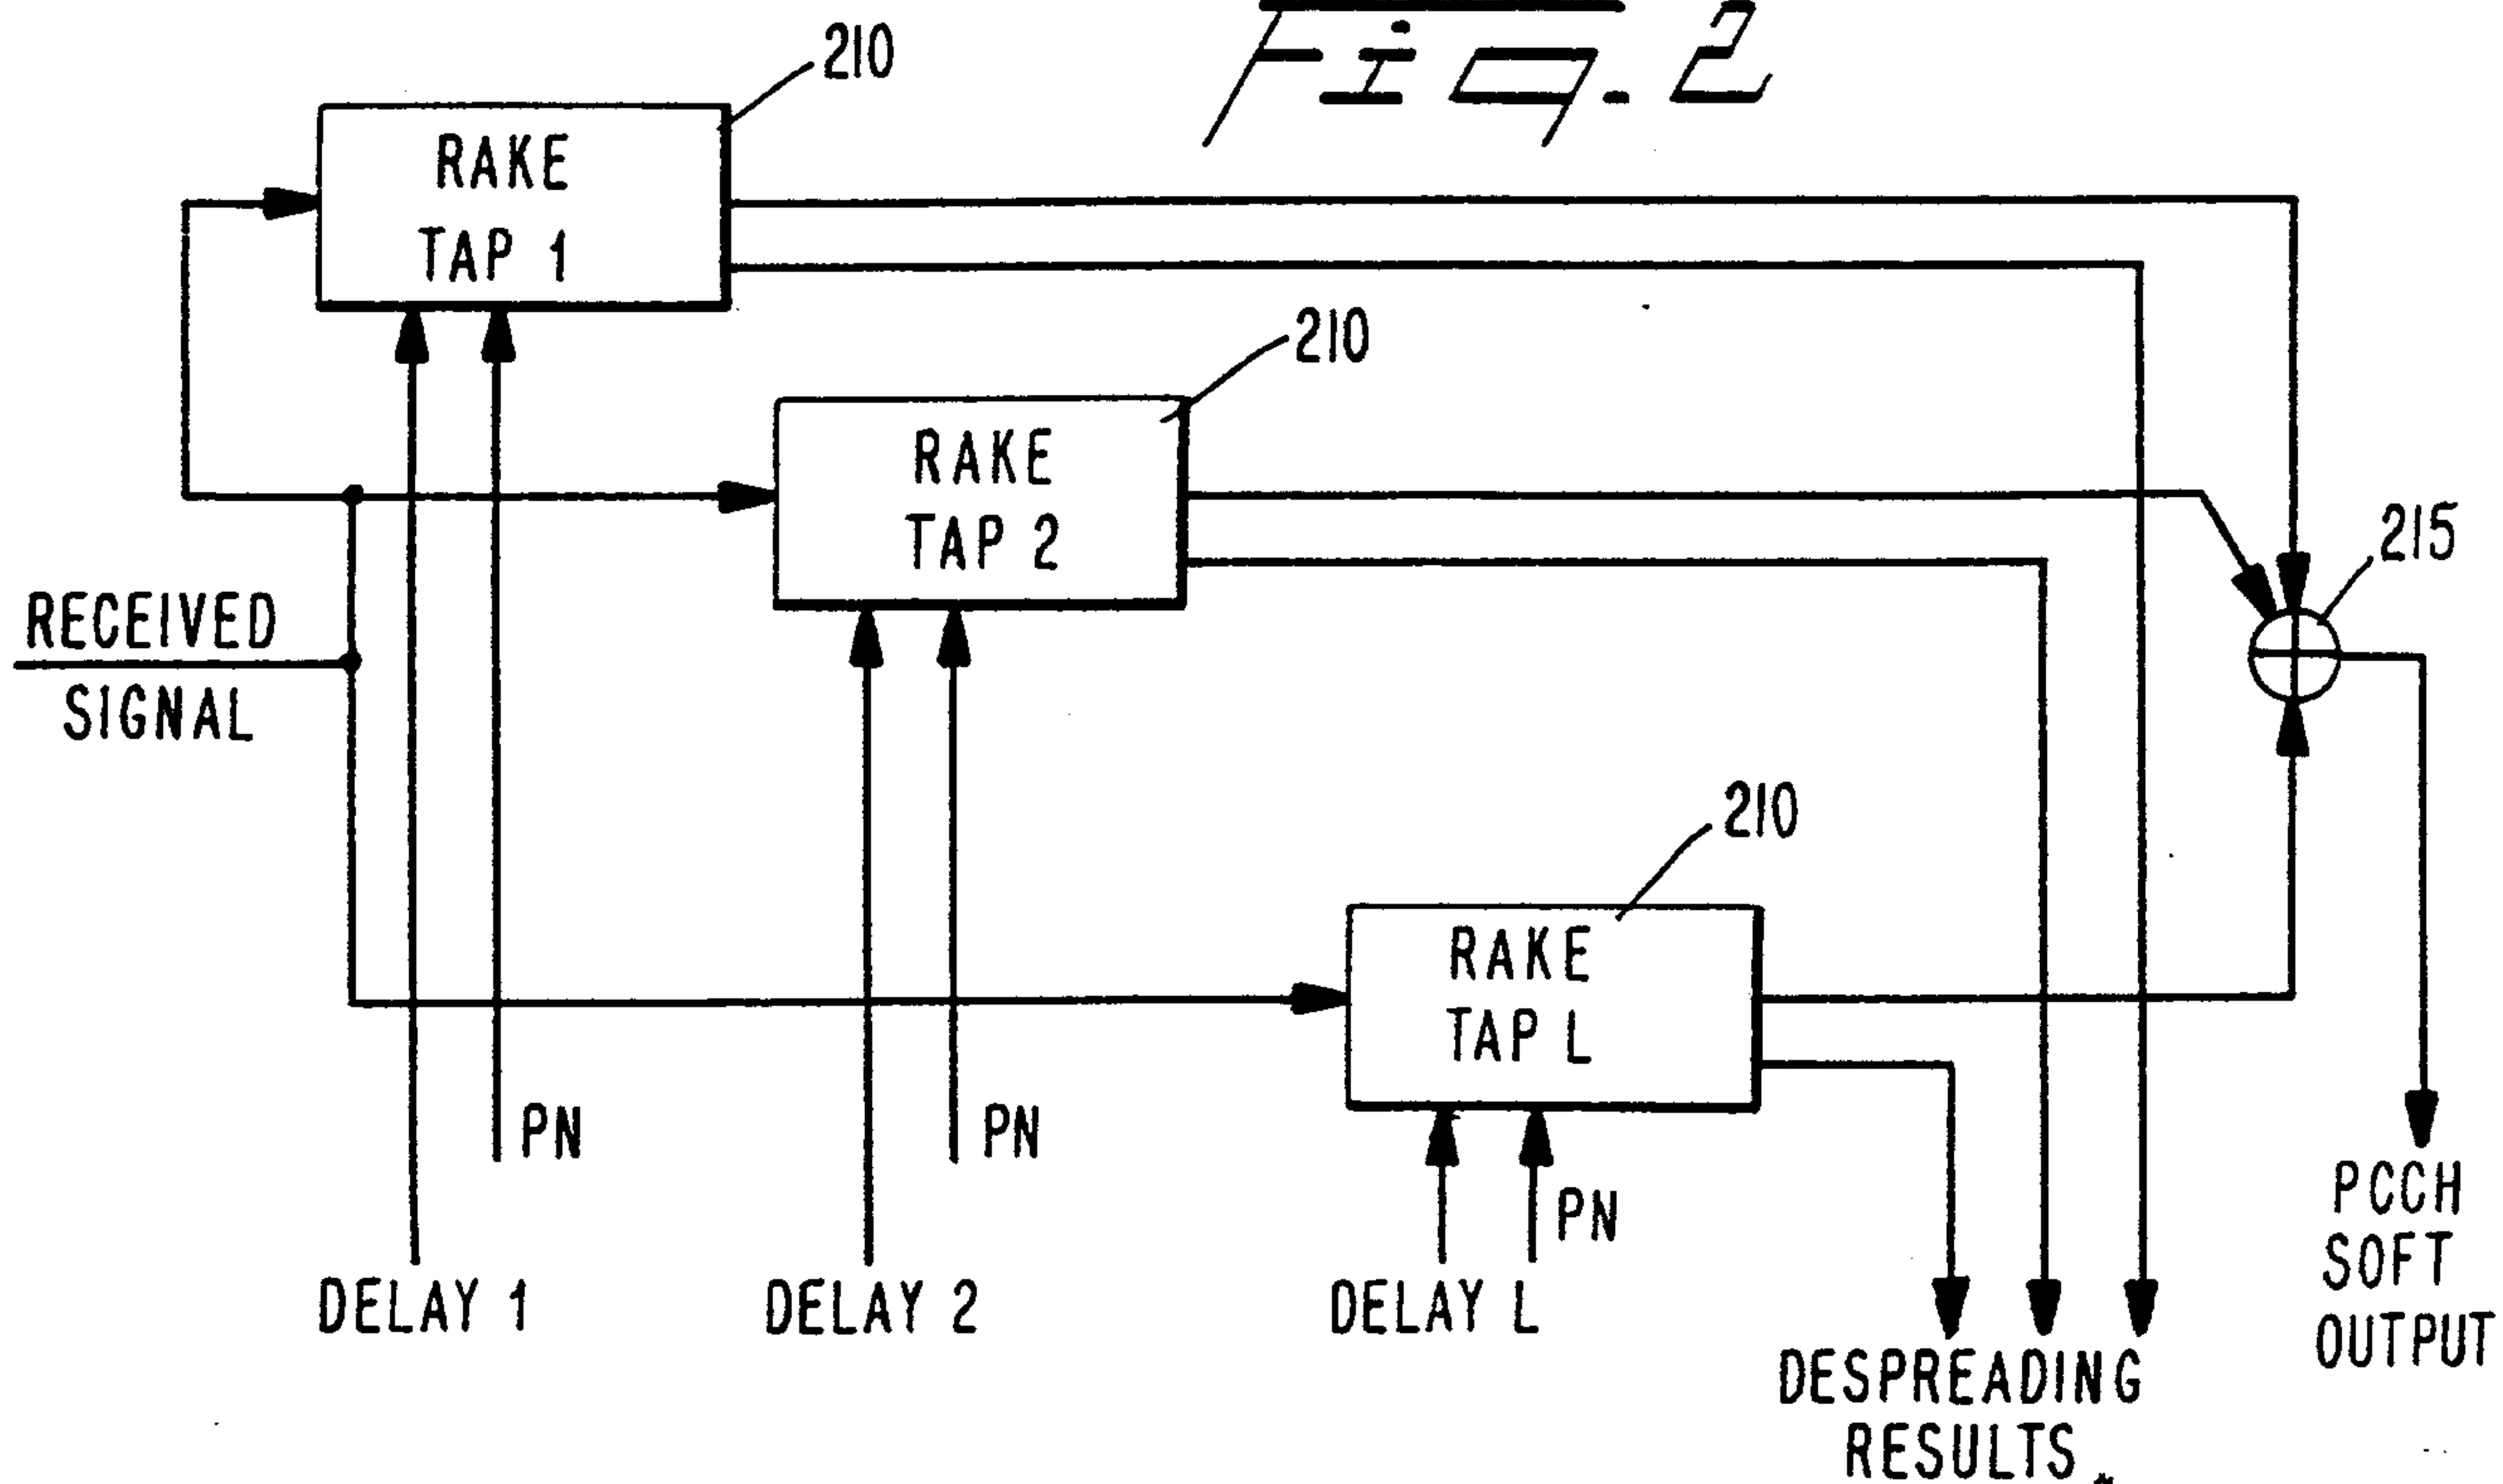 Fig. 2
210
RAKE
TAP 1
210
RAKE
TAP 2
215
RECEIVED
SIGNAL
210
RAKE
TAP L
PN
PN
PN
PCCH
SOFT
OUTPUT
DELAY 1
DELAY 2
DELAY L
DESPREADING
RESULTS